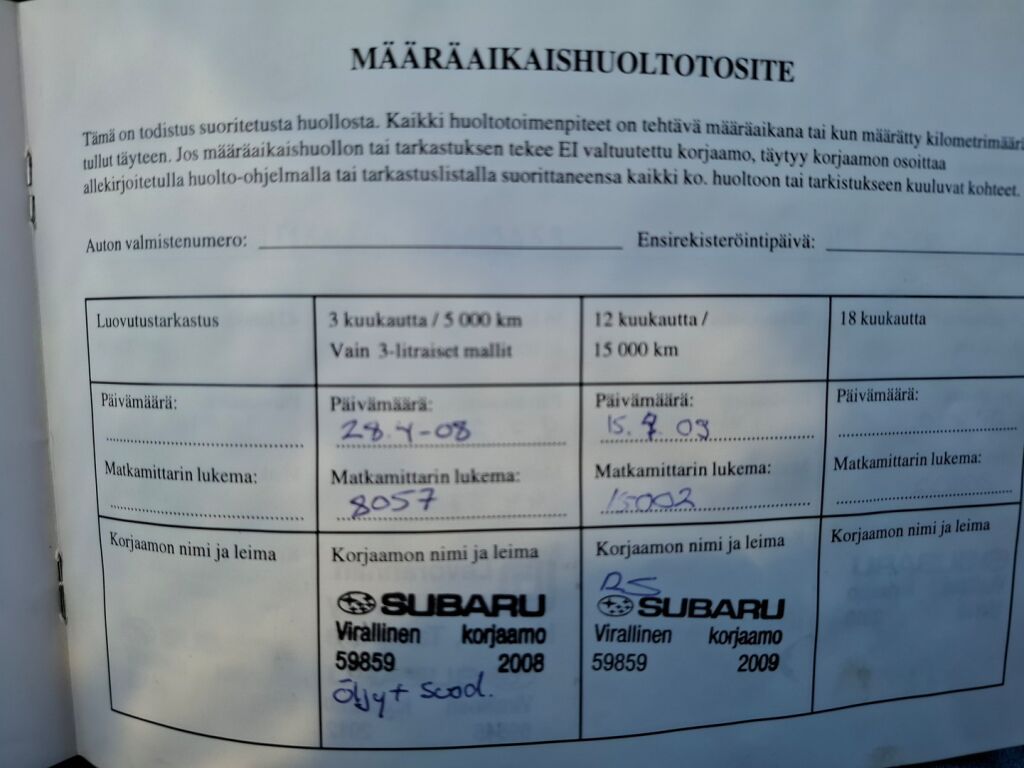 MÄÄRÄAIKAISHUOLTOTOSITE
Tämä on todistus suoritetusta huollosta. Kaikki huoltotoimenpiteet on tehtävä määräaikana tai kun määrätty kilometrimäärä
tullut täyteen. Jos määräaikaishuollon tai tarkastuksen tekee EI valtuutettu korjaamo, täytyy korjaamon osoittaa
allekirjoitetulla huolto-ohjelmalla tai tarkastuslistalla suorittaneensa kaikki ko. huoltoon tai tarkistukseen kuuluvat kohteet.
Auton valmistenumero: Ensirekisteröintipäivä:
Luovutustarkastus
Päivämäärä:
Matkamittarin lukema:
Korjaamon nimi ja leima
3 kuukautta / 5 000 km
Vain 3-litraiset mallit
Päivämäärä:
28.4-08
Matkamittarin lukema:
8057
Korjaamon nimi ja leima
SUBARU
Virallinen korjaamo
59859 2008
Öljy+ suod.
12 kuukautta /
15 000 km
Päivämäärä:
Matkamittarin lukema:
15002
Korjaamon nimi ja leima
SUBARU
Virallinen korjaamo
59859 2009
18 kuukautta
Päivämäärä:
Matkamittarin lukema:
Korjaamon nimi ja leima